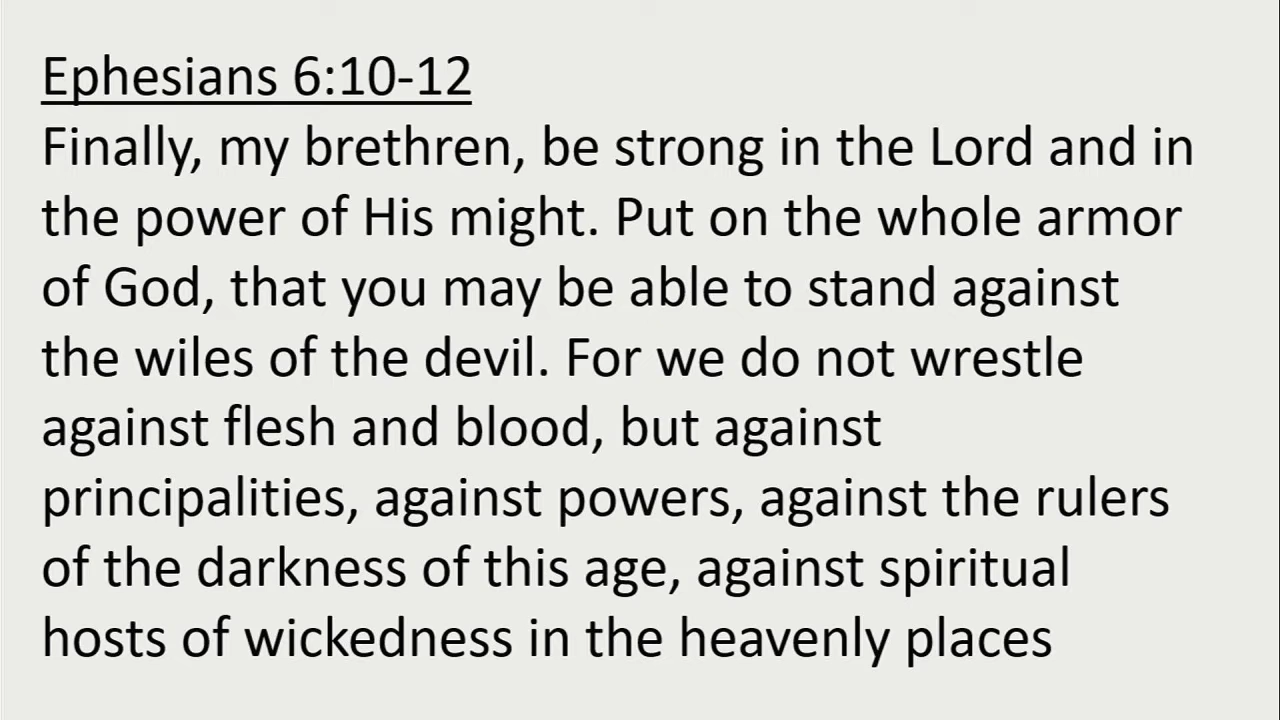 Ephesians 6:10-12
Finally, my brethren, be strong in the Lord and in
the power of His might. Put on the whole armor
of God, that you may be able to stand against
the wiles of the devil. For we do not wrestle
against flesh and blood, but against
principalities, against powers, against the rulers
of the darkness of this age, against spiritual
hosts of wickedness in the heavenly places